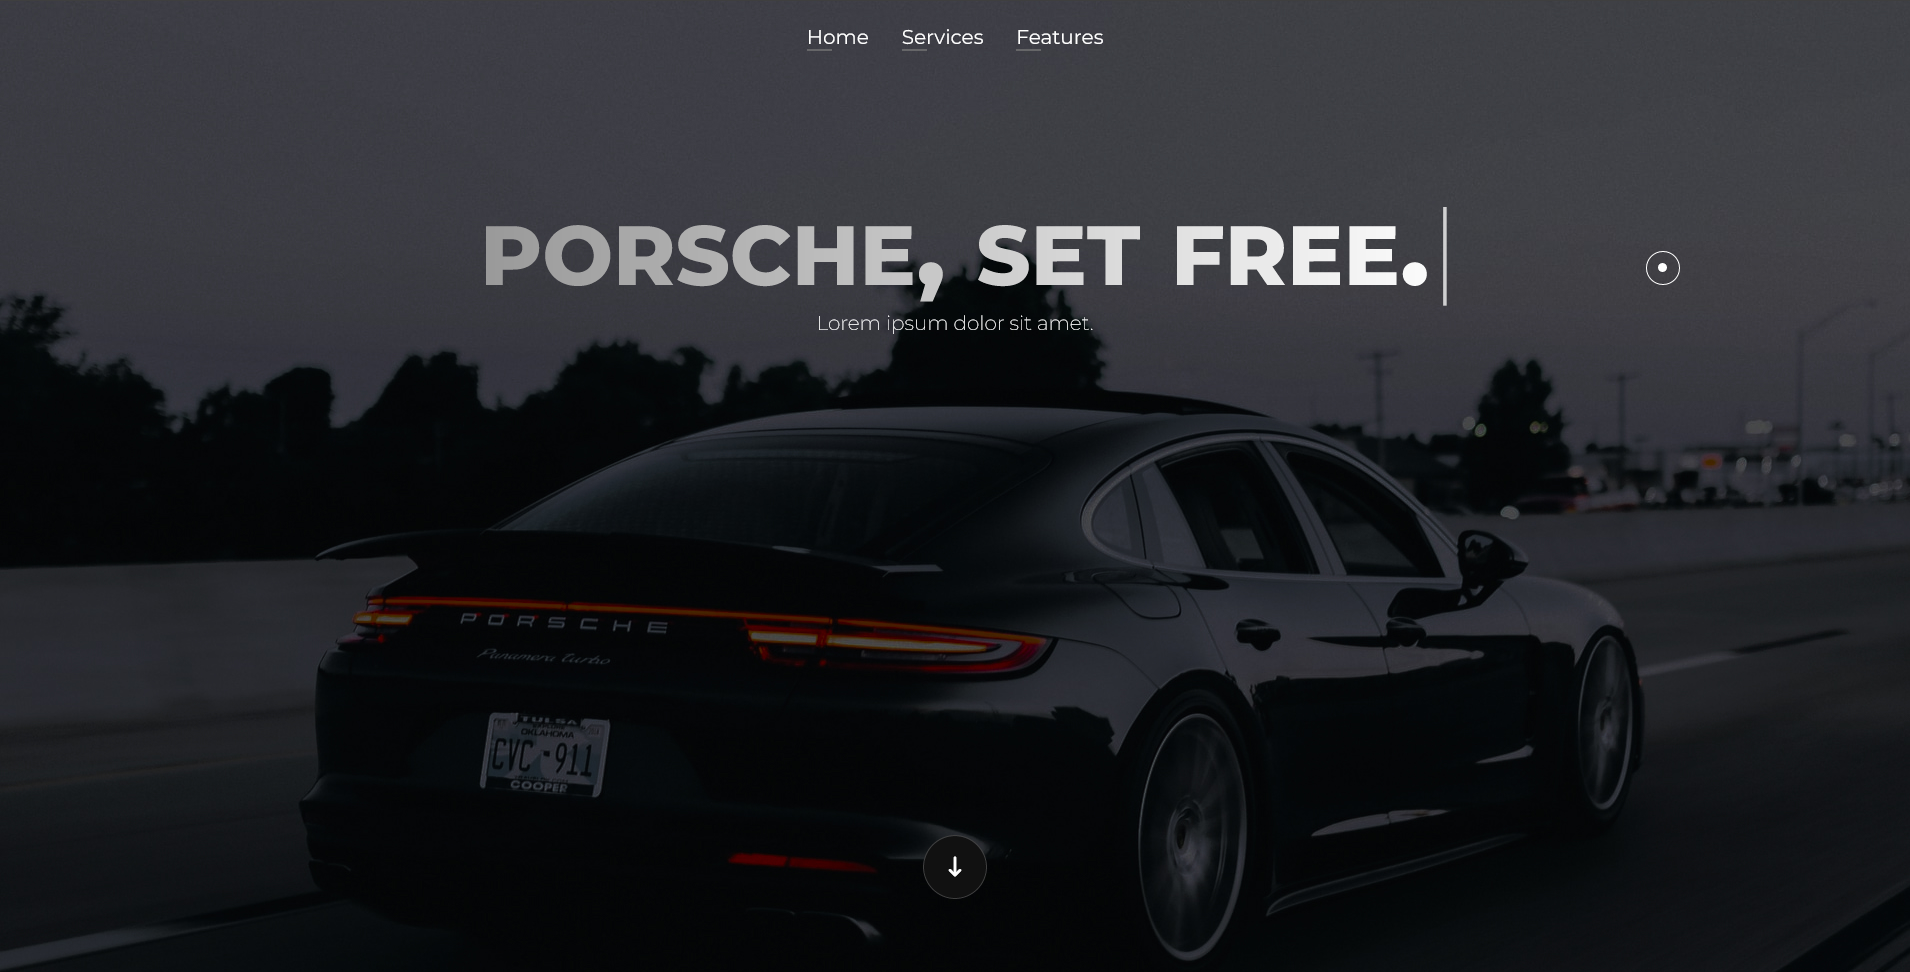 Home Services Features
PORSCHE, SET FREE.
Lorem ipsum dolor sit amet.
PORSCHE
Panamera turbo
TULSA
OKLAHOMA
CVC-911
COOPER